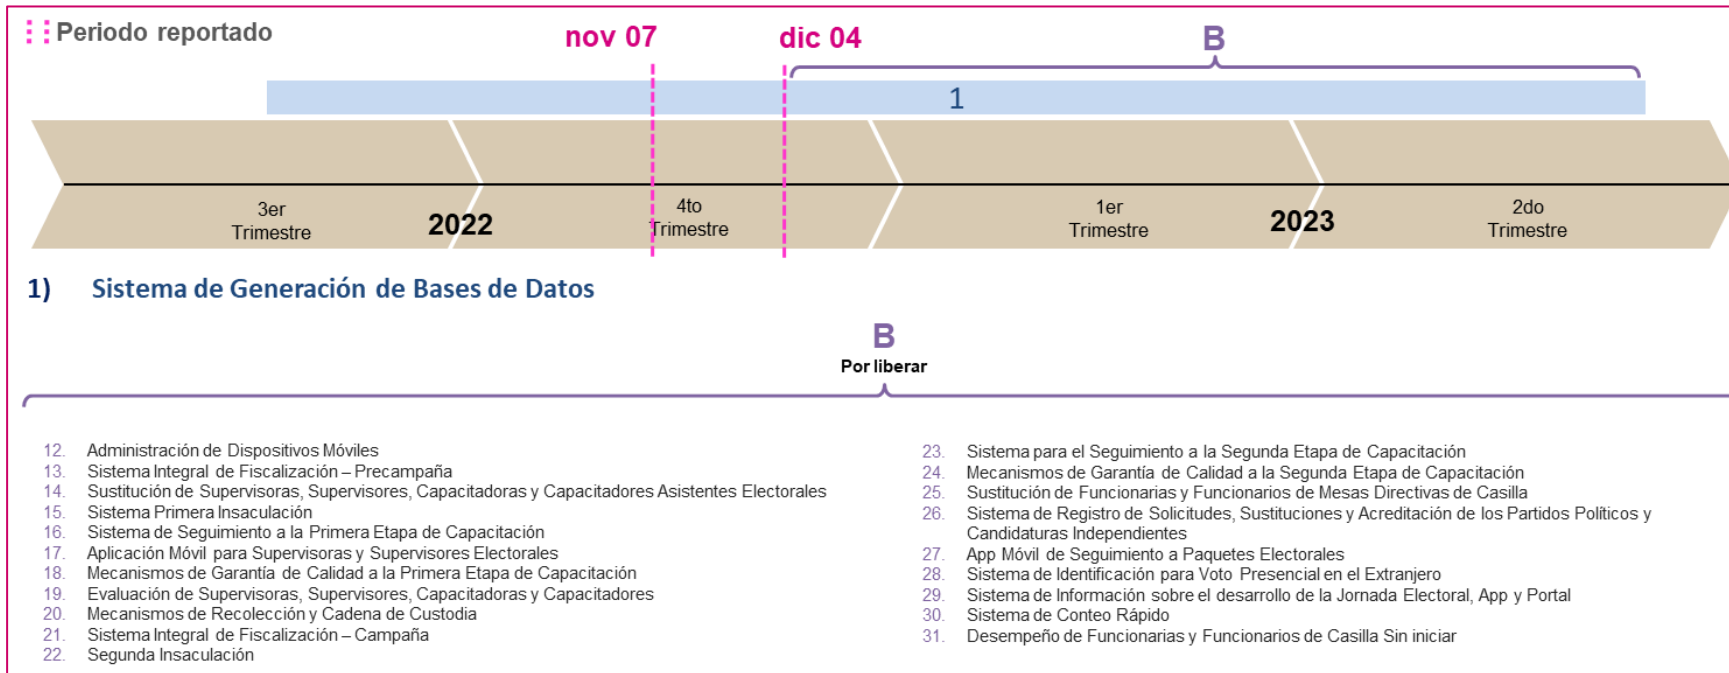 Periodo reportado
nov 07
dic 04
B
1
3er
Trimestre
2022
4to
Trimestre
1er
Trimestre
2023
2do
Trimestre
1) Sistema de Generación de Bases de Datos
B
Por liberar
12. Administración de Dispositivos Móviles
13. Sistema Integral de Fiscalización – Precampaña
14. Sustitución de Supervisoras, Supervisores, Capacitadoras y Capacitadores Asistentes Electorales
15. Sistema Primera Insaculación
16. Sistema de Seguimiento a la Primera Etapa de Capacitación
17. Aplicación Móvil para Supervisoras y Supervisores Electorales
18. Mecanismos de Garantía de Calidad a la Primera Etapa de Capacitación
19. Evaluación de Supervisoras, Supervisores, Capacitadoras y Capacitadores
20. Mecanismos de Recolección y Cadena de Custodia
21. Sistema Integral de Fiscalización – Campaña
22. Segunda Insaculación
23. Sistema para el Seguimiento a la Segunda Etapa de Capacitación
24. Mecanismos de Garantía de Calidad a la Segunda Etapa de Capacitación
25. Sustitución de Funcionarias y Funcionarios de Mesas Directivas de Casilla
26. Sistema de Registro de Solicitudes, Sustituciones y Acreditación de los Partidos Políticos y
Candidaturas Independientes
27. App Móvil de Seguimiento a Paquetes Electorales
28. Sistema de Identificación para Voto Presencial en el Extranjero
29. Sistema de Información sobre el desarrollo de la Jornada Electoral, App y Portal
30. Sistema de Conteo Rápido
31. Desempeño de Funcionarias y Funcionarios de Casilla Sin iniciar